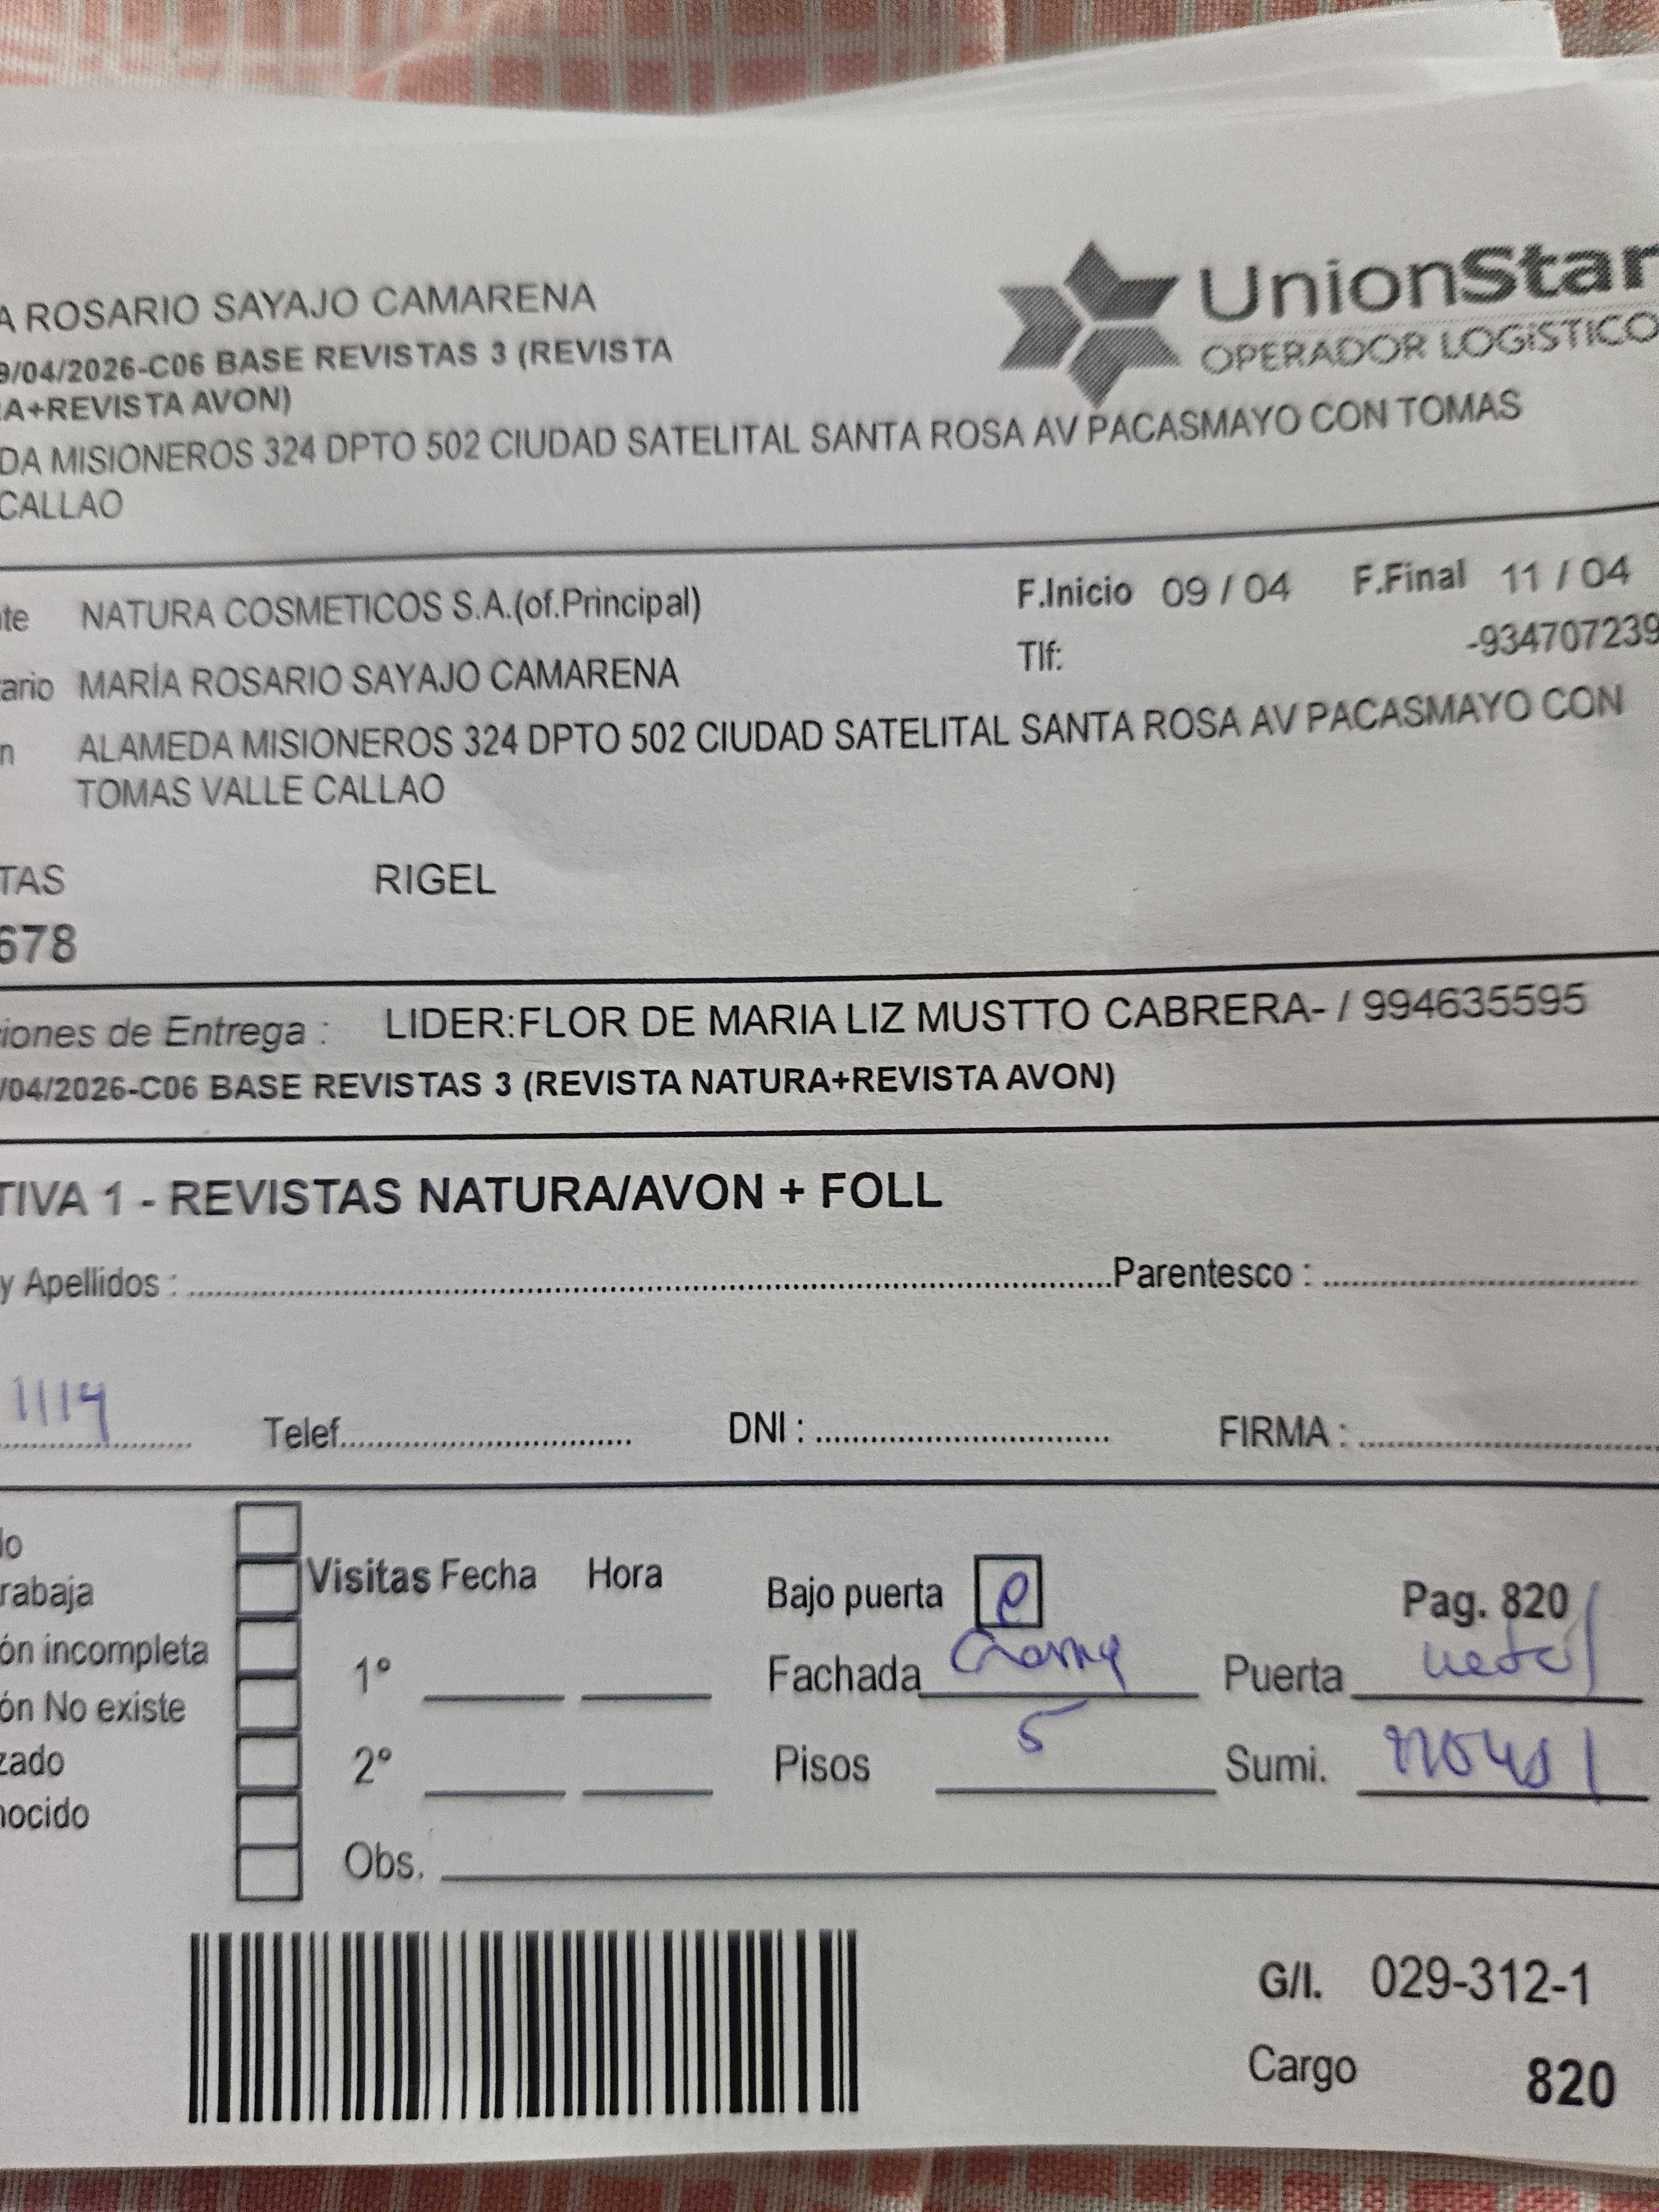 A ROSARIO SAYAJO CAMARENA
UnionStar
OPERADOR LOGÍSTICO
9/04/2026-C06 BASE REVISTAS 3 (REVISTA
A+REVISTA AVON)
DA MISIONEROS 324 DPTO 502 CIUDAD SATELITAL SANTA ROSA AV PACASMAYO CON TOMAS
CALLAO
te NATURA COSMETICOS S.A.(of.Principal) F.Inicio 09 / 04 F.Final 11 / 04
Tlf: -934707239
ario MARÍA ROSARIO SAYAJO CAMARENA
n ALAMEDA MISIONEROS 324 DPTO 502 CIUDAD SATELITAL SANTA ROSA AV PACASMAYO CON
TOMAS VALLE CALLAO
TAS RIGEL
678
ciones de Entrega : LIDER:FLOR DE MARIA LIZ MUSTTO CABRERA- / 994635595
/04/2026-C06 BASE REVISTAS 3 (REVISTA NATURA+REVISTA AVON)
TIVA 1 - REVISTAS NATURA/AVON + FOLL
y Apellidos : Parentesco :
1114 Telef. DNI : FIRMA :
do
rabaja
ón incompleta
ón No existe
zado
nocido
Visitas Fecha Hora
1°
2°
Obs.
Bajo puerta Pag. 820
Fachada Puerta
Pisos 5 Sumi.
G/I. 029-312-1
Cargo 820